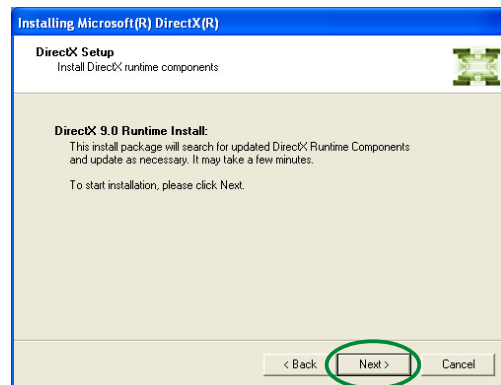 Installing Microsoft(R) DirectX(R)
DirectX Setup
Install DirectX runtime components
DirectX 9.0 Runtime Install:
This install package will search for updated DirectX Runtime Components
and update as necessary. It may take a few minutes.
To start installation, please click Next.
< Back Next > Cancel